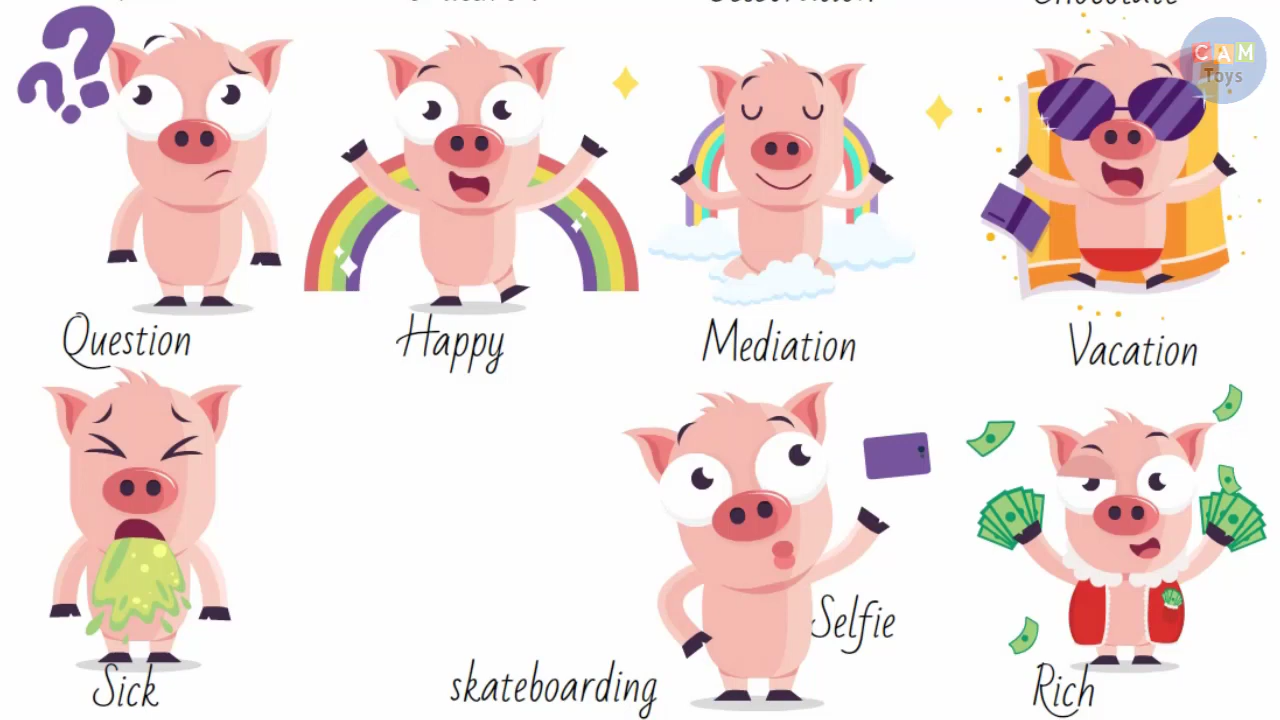 CAM
Toys
Question
Happy
Mediation
Vacation
Sick
skateboarding
Selfie
Rich